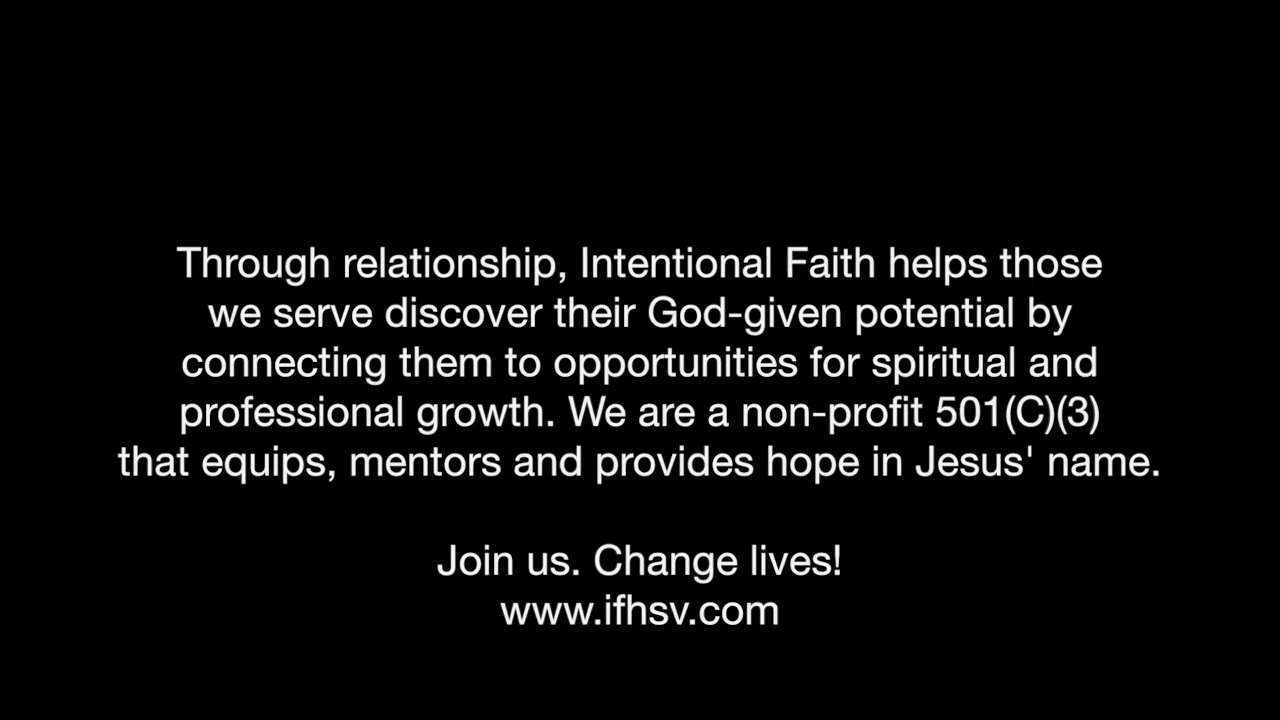 Through relationship, Intentional Faith helps those
we serve discover their God-given potential by
connecting them to opportunities for spiritual and
professional growth. We are a non-profit 501(C)(3)
that equips, mentors and provides hope in Jesus' name.
Join us. Change lives!
www.ifhsv.com